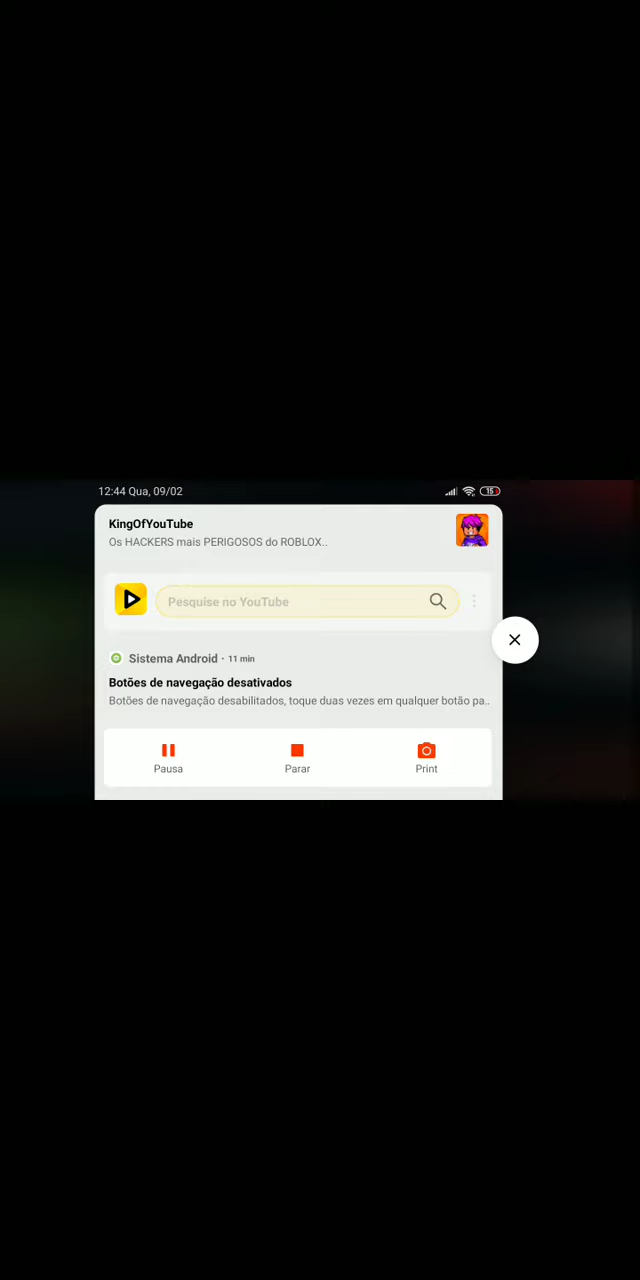 12:44 Qua, 09/02
15
KingOfYouTube
Os HACKERS mais PERIGOSOS do ROBLOX..
Pesquise no YouTube
Sistema Android · 11 min
Botões de navegação desativados
Botões de navegação desabilitados, toque duas vezes em qualquer botão pa..
Pausa
Parar
Print